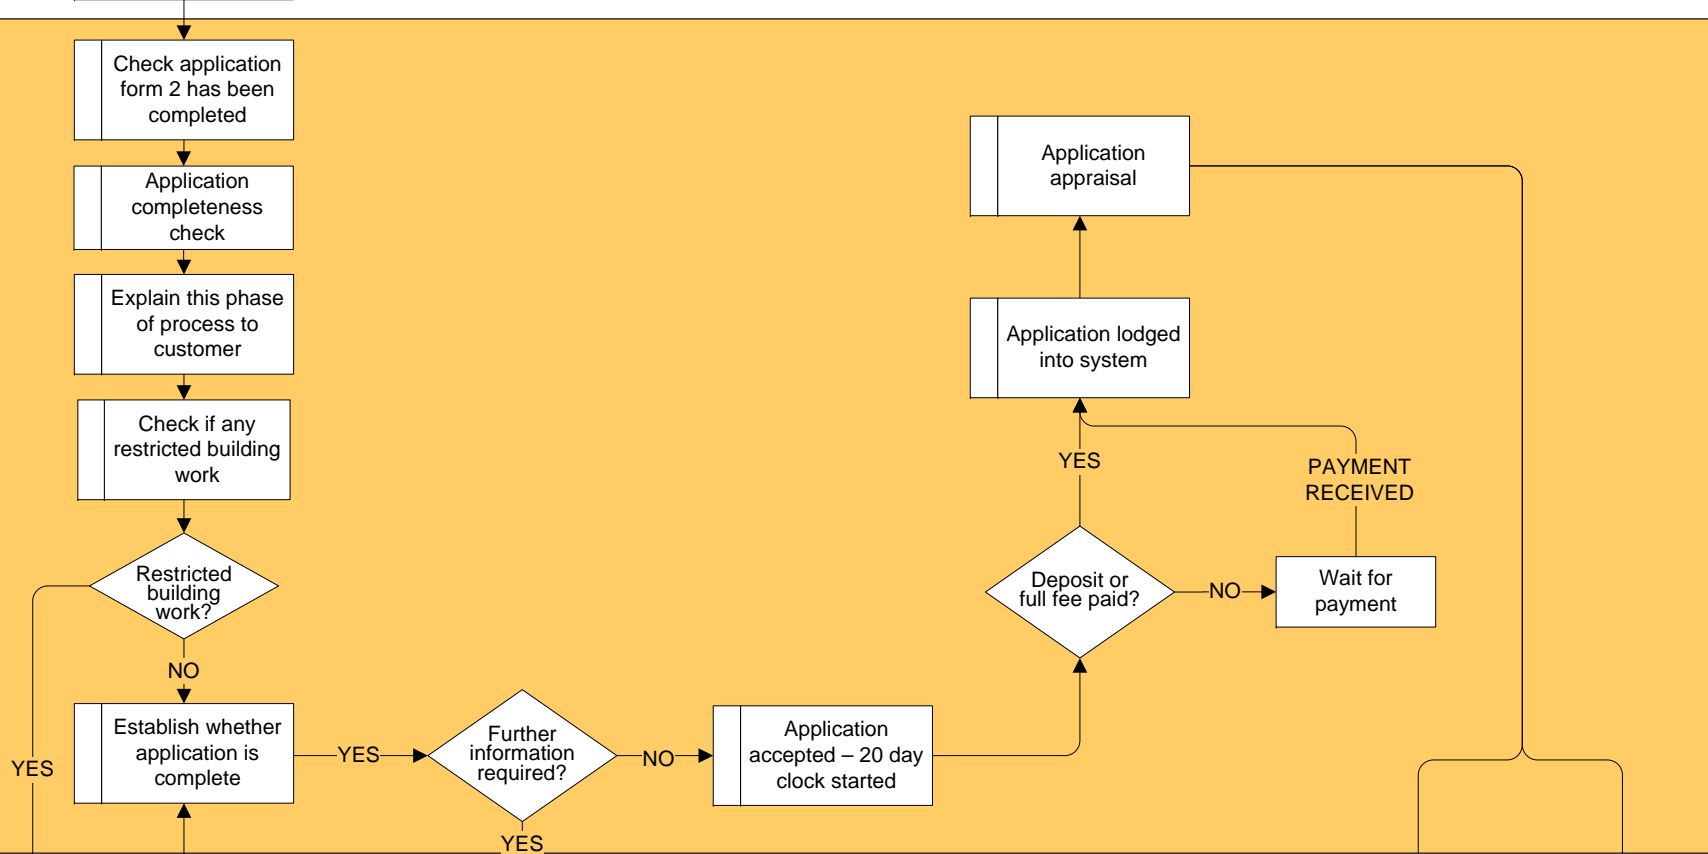 Check application
form 2 has been
completed
Application
completeness
check
Explain this phase
of process to
customer
Check if any
restricted building
work
Restricted
building
work?
NO
YES
Establish whether
application is
complete
YES
Further
information
required?
YES
NO
Application
accepted – 20 day
clock started
Deposit or
full fee paid?
NO
Wait for
payment
PAYMENT
RECEIVED
YES
Application lodged
into system
Application
appraisal